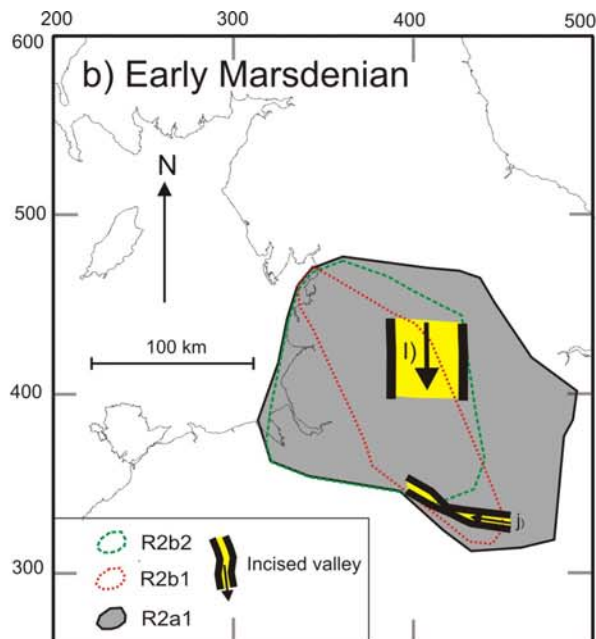 200 300 400 500
600
b) Early Marsdenian
N
500
100 km
I)
400
j)
R2b2
R2b1
R2a1
Incised valley
300